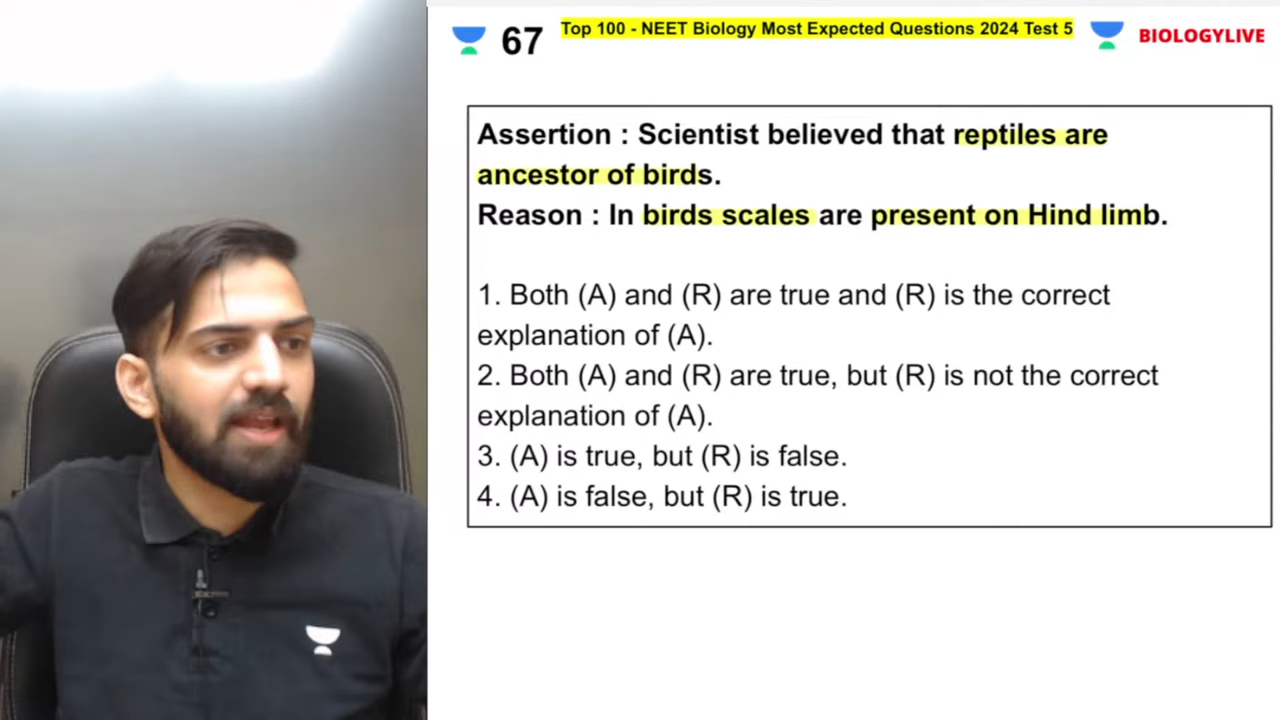 67
Top 100 - NEET Biology Most Expected Questions 2024 Test 5
BIOLOGYLIVE
Assertion : Scientist believed that reptiles are
ancestor of birds.
Reason : In birds scales are present on Hind limb.
1. Both (A) and (R) are true and (R) is the correct
explanation of (A).
2. Both (A) and (R) are true, but (R) is not the correct
explanation of (A).
3. (A) is true, but (R) is false.
4. (A) is false, but (R) is true.